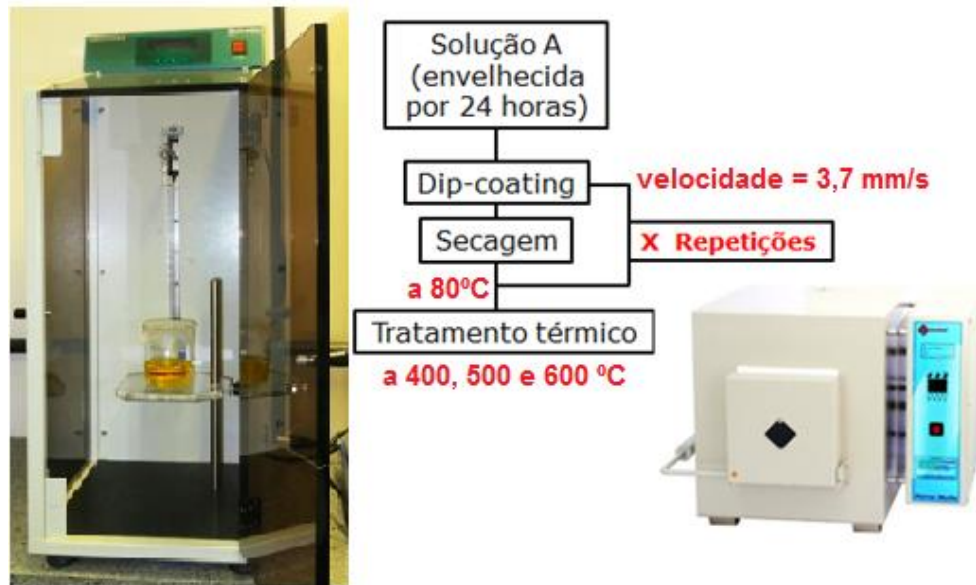 Solução A
(envelhecida
por 24 horas)
Dip-coating
velocidade = 3,7 mm/s
Secagem
X Repetições
a 80ºC
Tratamento térmico
a 400, 500 e 600 ºC